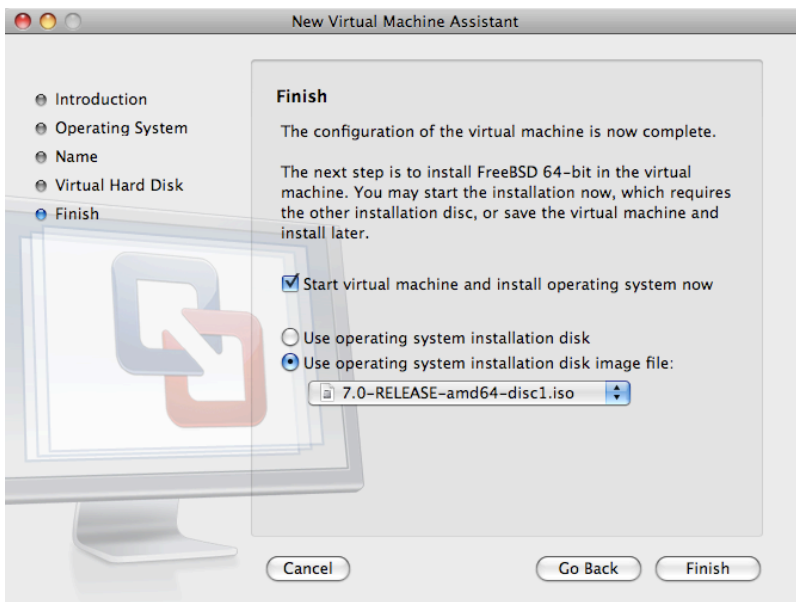 New Virtual Machine Assistant
Introduction
Operating System
Name
Virtual Hard Disk
Finish
Finish
The configuration of the virtual machine is now complete.
The next step is to install FreeBSD 64-bit in the virtual
machine. You may start the installation now, which requires
the other installation disc, or save the virtual machine and
install later.
Start virtual machine and install operating system now
Use operating system installation disk
Use operating system installation disk image file:
7.0-RELEASE-amd64-disc1.iso
Cancel
Go Back
Finish